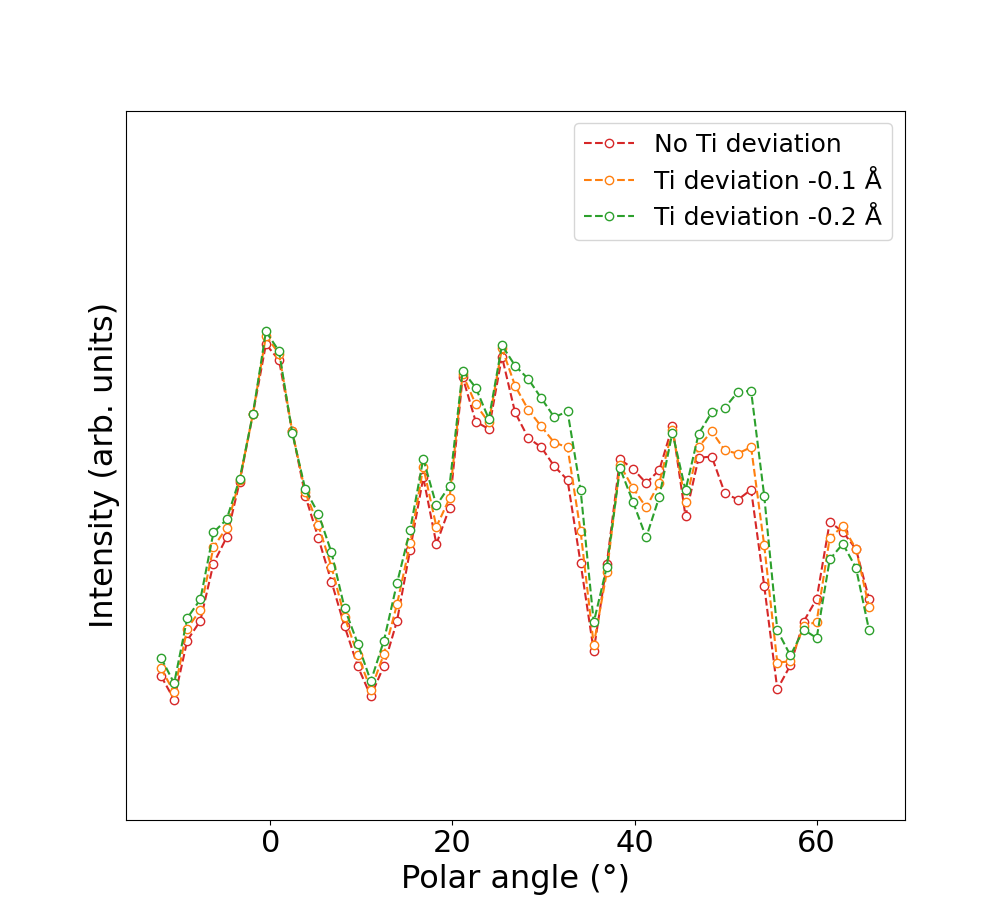 No Ti deviation
Ti deviation -0.1 Å
Ti deviation -0.2 Å
Intensity (arb. units)
0 20 40 60
Polar angle (°)